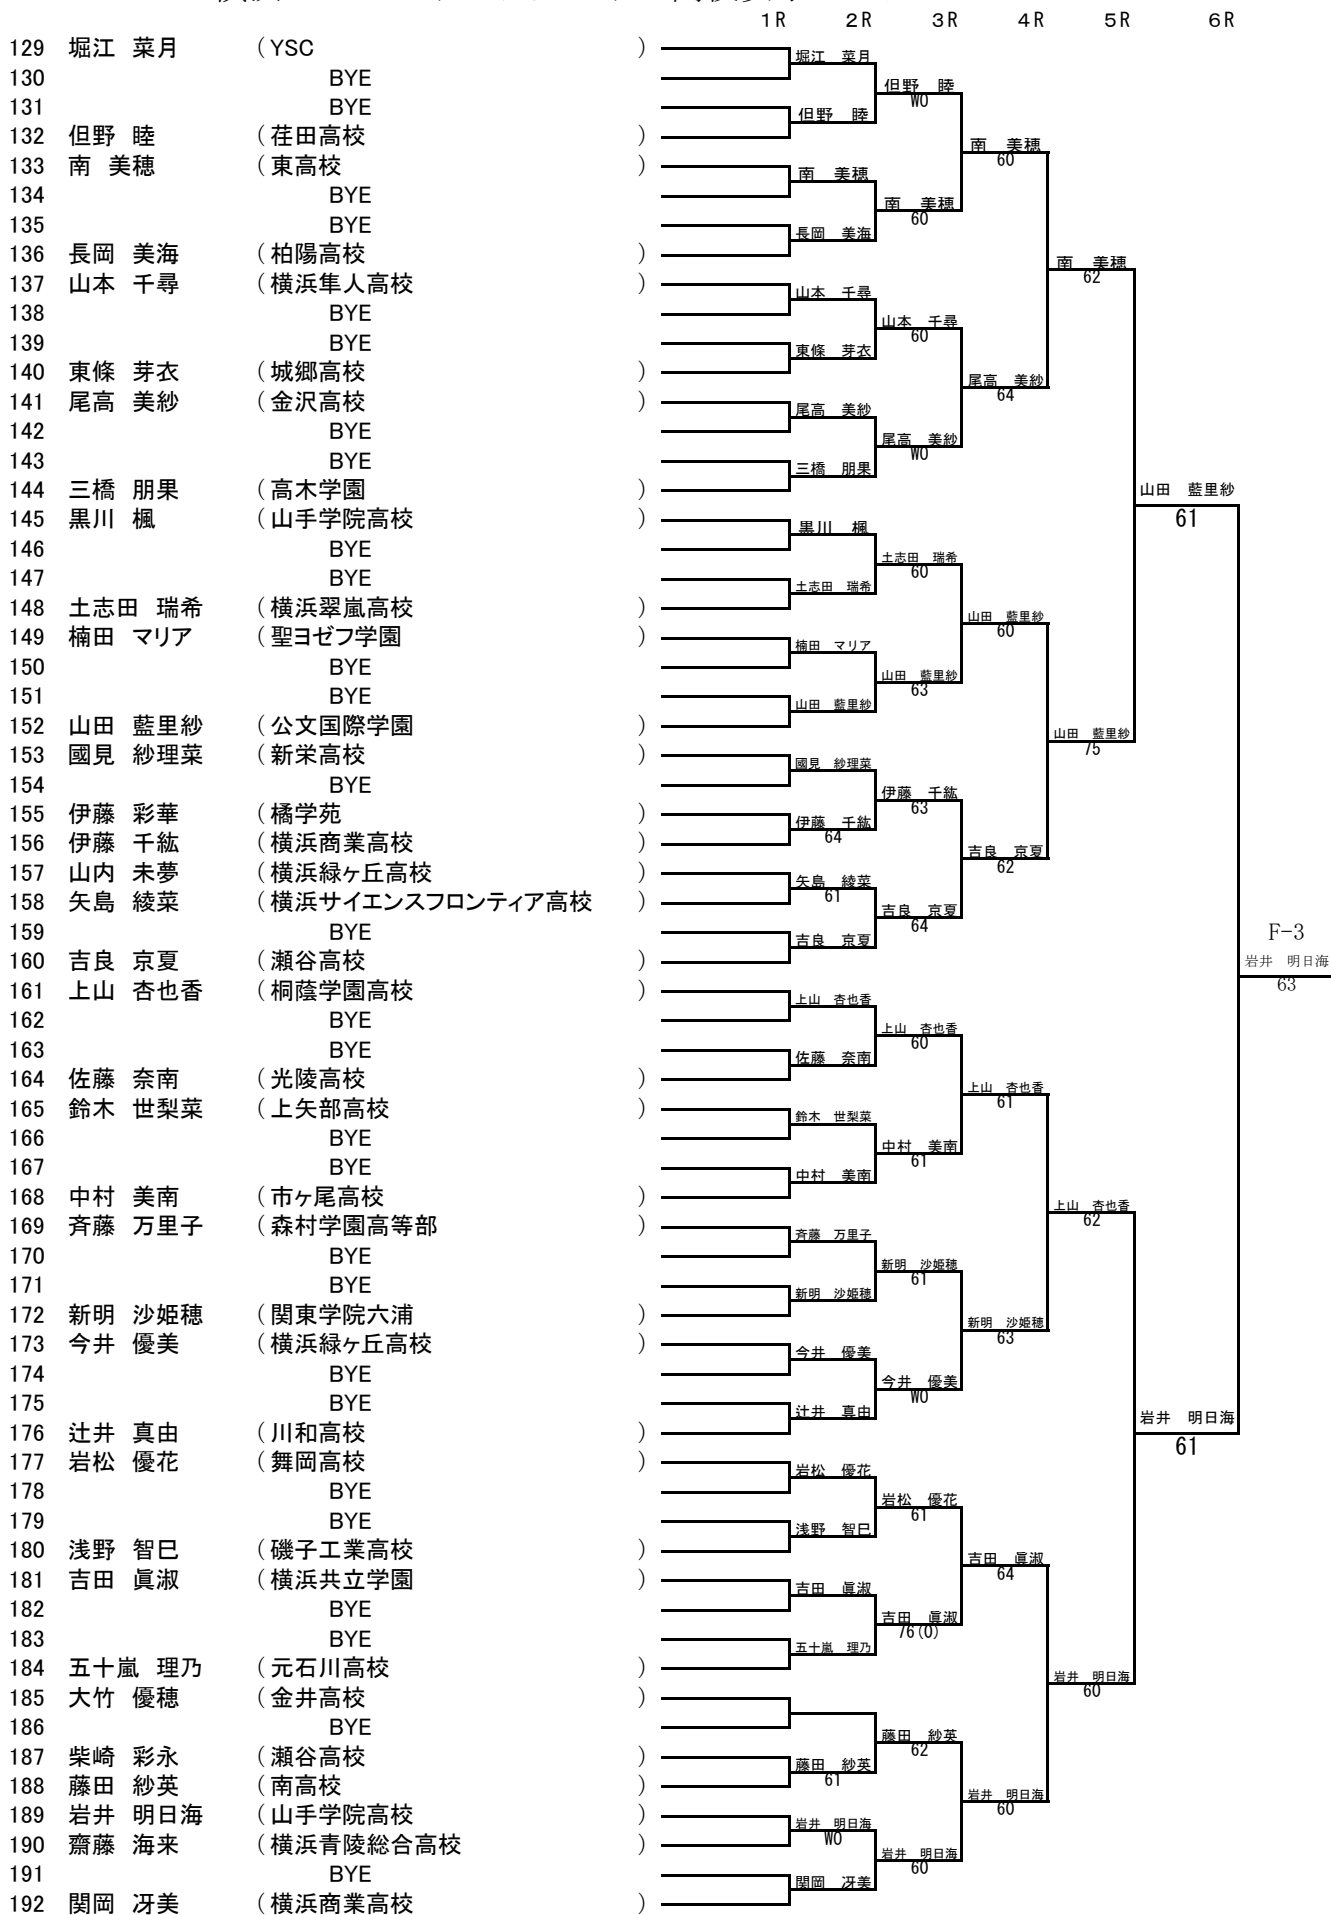 1R 2R 3R 4R 5R 6R
129 堀江 菜月 (YSC )
130 BYE
131 BYE
132 但野 睦 (荏田高校 )
133 南 美穂 (東高校 )
134 BYE
135 BYE
136 長岡 美海 (柏陽高校 )
137 山本 千尋 (横浜隼人高校 )
138 BYE
139 BYE
140 東條 芽衣 (城郷高校 )
141 尾高 美紗 (金沢高校 )
142 BYE
143 BYE
144 三橋 朋果 (高木学園 )
145 黒川 楓 (山手学院高校 )
146 BYE
147 BYE
148 土志田 瑞希 (横浜翠嵐高校 )
149 楠田 マリア (聖ヨゼフ学園 )
150 BYE
151 BYE
152 山田 藍里紗 (公文国際学園 )
153 國見 紗理菜 (新栄高校 )
154 BYE
155 伊藤 彩華 (橘学苑 )
156 伊藤 千紘 (横浜商業高校 )
157 山内 未夢 (横浜緑ヶ丘高校 )
158 矢島 綾菜 (横浜サイエンスフロンティア高校 )
159 BYE
160 吉良 京夏 (瀬谷高校 )
161 上山 杏也香 (桐蔭学園高校 )
162 BYE
163 BYE
164 佐藤 奈南 (光陵高校 )
165 鈴木 世梨菜 (上矢部高校 )
166 BYE
167 BYE
168 中村 美南 (市ヶ尾高校 )
169 斉藤 万里子 (森村学園高等部 )
170 BYE
171 BYE
172 新明 沙姫穂 (関東学院六浦 )
173 今井 優美 (横浜緑ヶ丘高校 )
174 BYE
175 BYE
176 辻井 真由 (川和高校 )
177 岩松 優花 (舞岡高校 )
178 BYE
179 BYE
180 浅野 智巳 (磯子工業高校 )
181 吉田 眞淑 (横浜共立学園 )
182 BYE
183 BYE
184 五十嵐 理乃 (元石川高校 )
185 大竹 優穂 (金井高校 )
186 BYE
187 柴崎 彩永 (瀬谷高校 )
188 藤田 紗英 (南高校 )
189 岩井 明日海 (山手学院高校 )
190 齋藤 海来 (横浜青陵総合高校 )
191 BYE
192 関岡 冴美 (横浜商業高校 )
堀江 菜月
但野 睦
南 美穂
長岡 美海
山本 千尋
東條 芽衣
尾高 美紗
三橋 朋果
黒川 楓
土志田 瑞希
楠田 マリア
山田 藍里紗
國見 紗理菜
伊藤 千紘
64
矢島 綾菜
61
吉良 京夏
上山 杏也香
佐藤 奈南
鈴木 世梨菜
中村 美南
斉藤 万里子
新明 沙姫穂
今井 優美
辻井 真由
岩松 優花
浅野 智巳
吉田 眞淑
五十嵐 理乃
藤田 紗英
61
岩井 明日海
WO
関岡 冴美
但野 睦
WO
南 美穂
60
山本 千尋
60
尾高 美紗
WO
土志田 瑞希
60
山田 藍里紗
63
伊藤 千紘
63
吉良 京夏
64
上山 杏也香
60
中村 美南
61
新明 沙姫穂
61
今井 優美
WO
岩松 優花
61
吉田 眞淑
76(0)
藤田 紗英
62
岩井 明日海
60
南 美穂
60
尾高 美紗
64
山田 藍里紗
60
吉良 京夏
62
上山 杏也香
61
新明 沙姫穂
63
吉田 眞淑
64
岩井 明日海
60
南 美穂
62
山田 藍里紗
75
上山 杏也香
62
岩井 明日海
60
山田 藍里紗
61
岩井 明日海
61
F-3
岩井 明日海
63